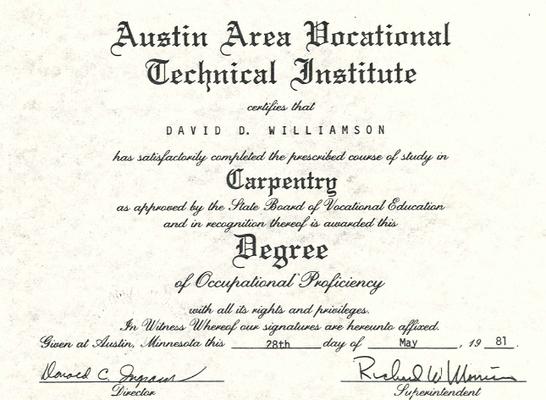 Austin Area Vocational
Technical Institute
certifies that
DAVID D. WILLIAMSON
has satisfactorily completed the prescribed course of study in
Carpentry
as approved by the State Board of Vocational Education
and in recognition thereof is awarded this
Degree
of Occupational Proficiency
with all its rights and privileges.
In Witness Whereof our signatures are hereunto affixed.
Given at Austin, Minnesota this 28th day of May, 19 81.
Richard W
Director Superintendent